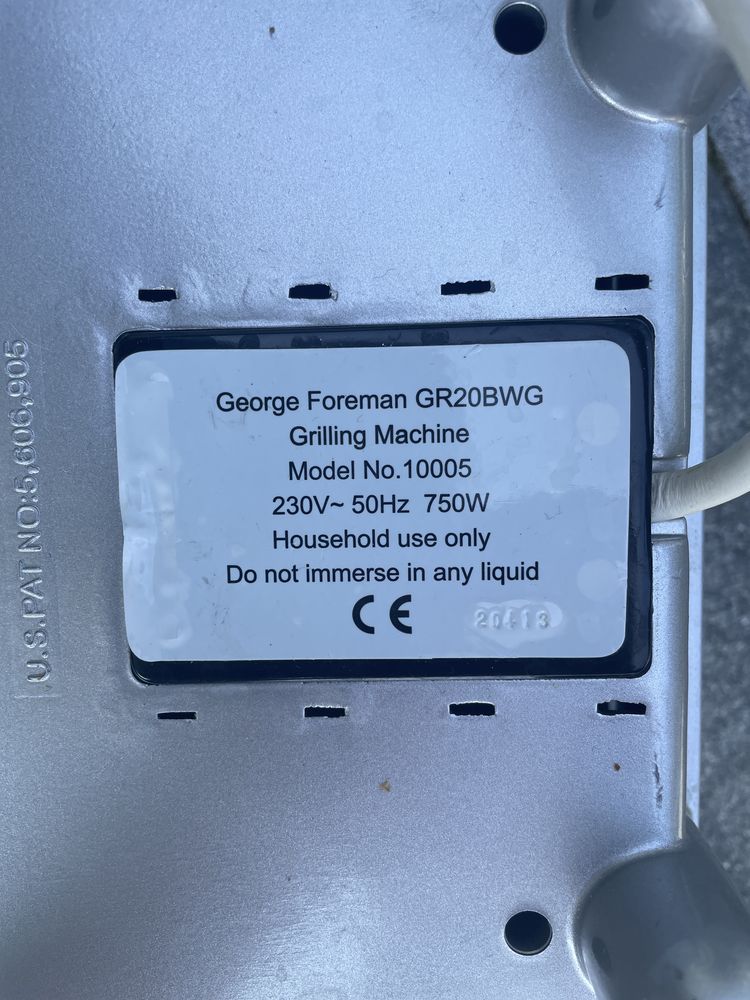 George Foreman GR20BWG
Grilling Machine
Model No.10005
230V~ 50Hz 750W
Household use only
Do not immerse in any liquid
CE
20413
U.S.PAT NO:5,606,905